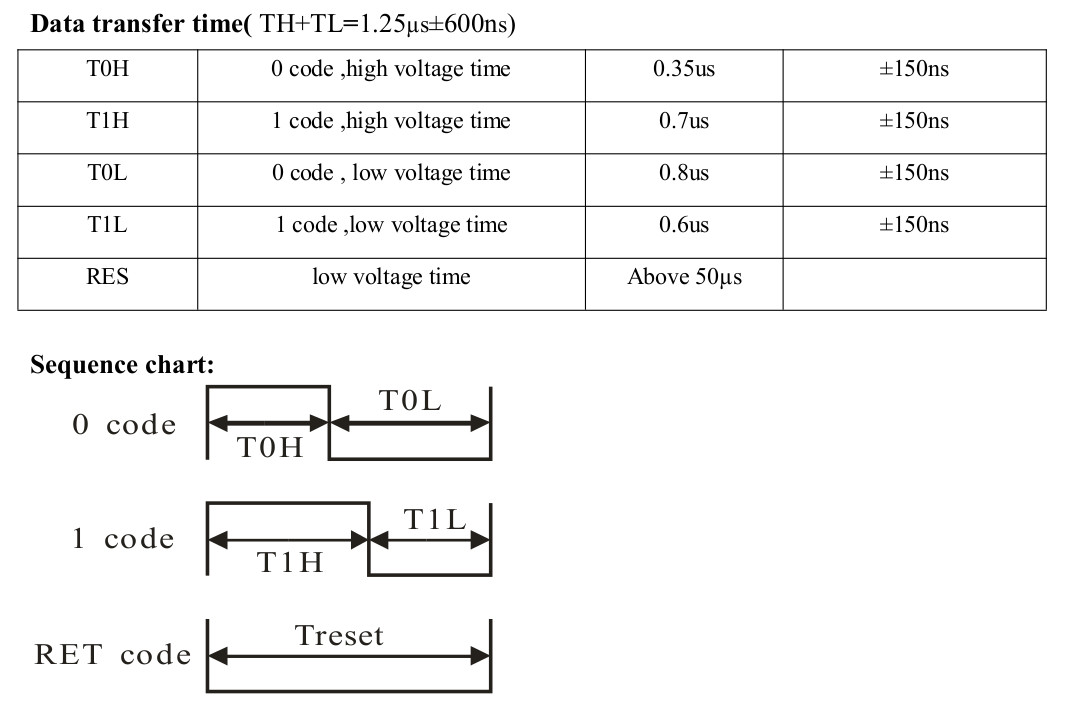 Data transfer time( TH+TL=1.25μs±600ns)
T0H 0 code ,high voltage time 0.35us ±150ns
T1H 1 code ,high voltage time 0.7us ±150ns
T0L 0 code , low voltage time 0.8us ±150ns
T1L 1 code ,low voltage time 0.6us ±150ns
RES low voltage time Above 50μs
Sequence chart:
0 code T0H T0L
1 code T1H T1L
RET code Treset